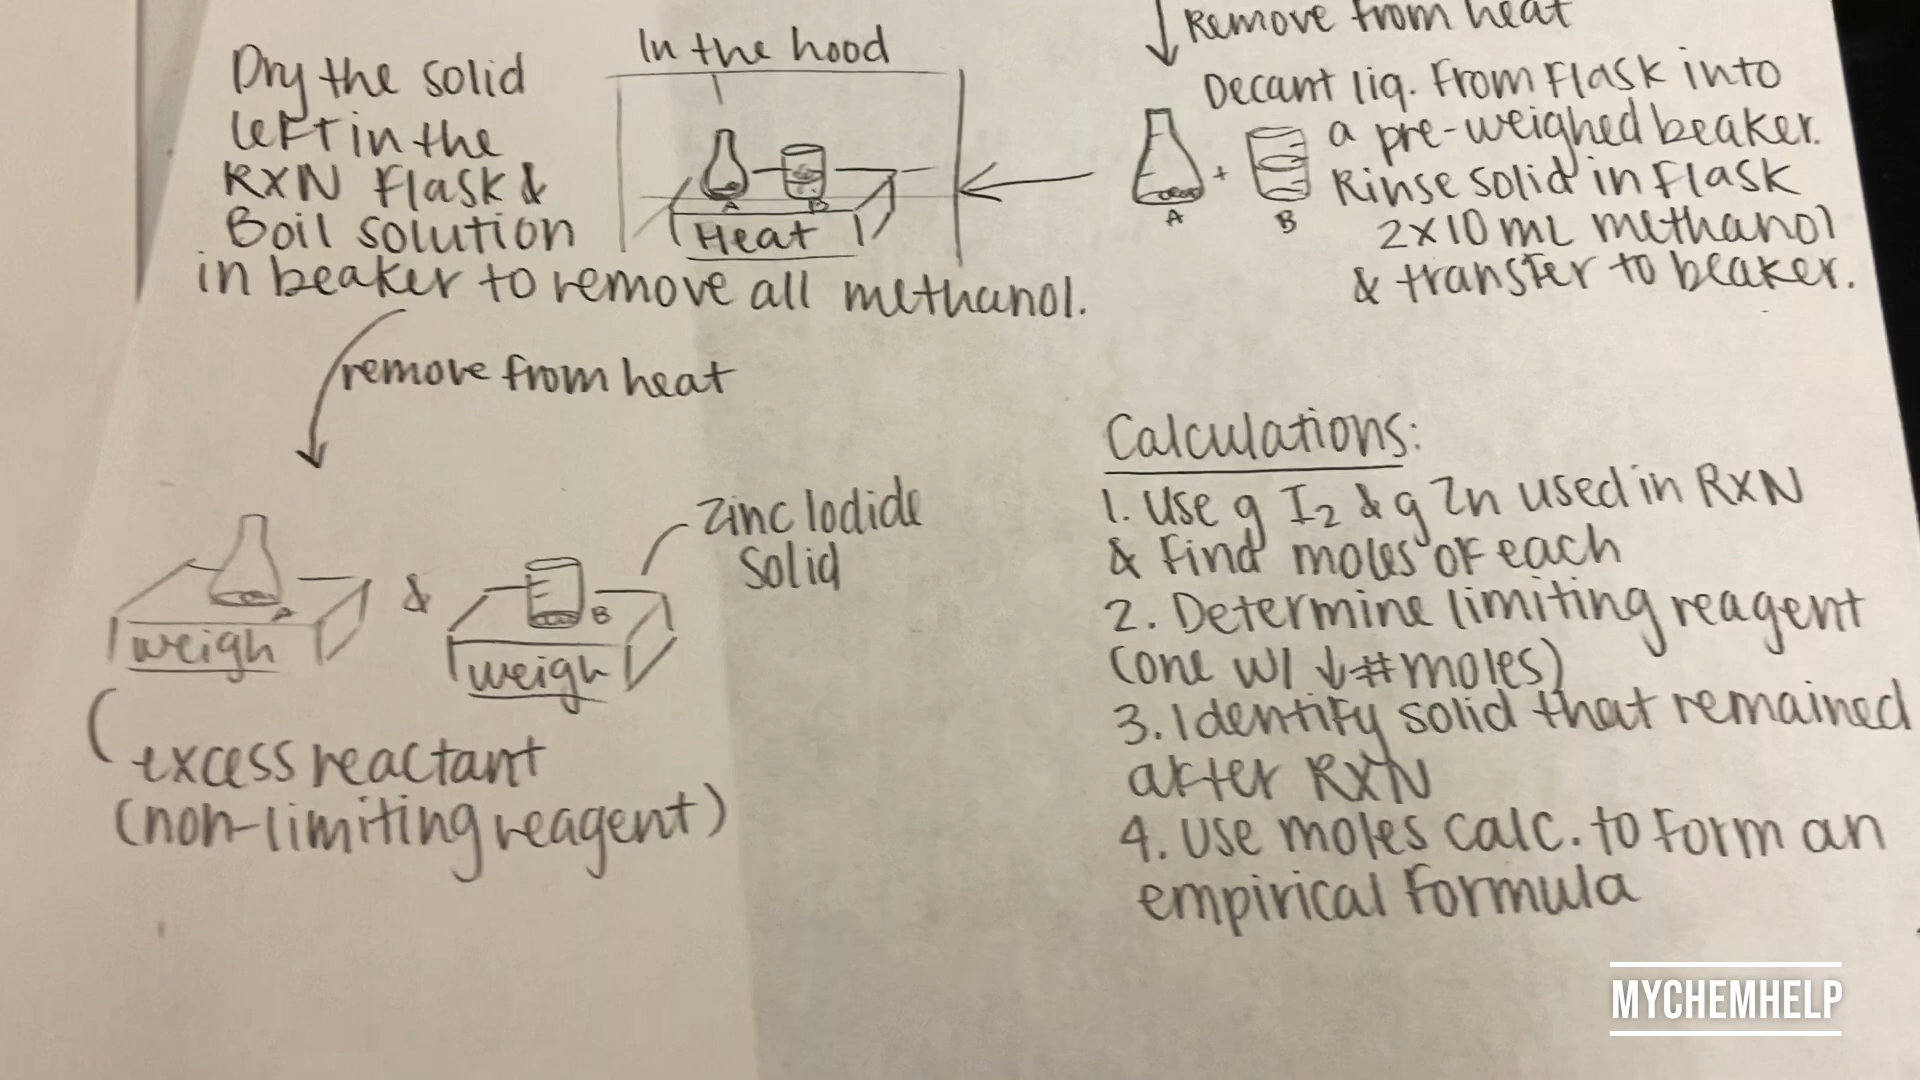 Remove from heat
Decant liq. From Flask into
a pre-weighed beaker.
Rinse solid in flask
2x10 mL methanol
& transfer to beaker.
A
+
B
In the hood
A
B
Heat
Dry the solid
left in the
RXN Flask &
Boil solution
in beaker to remove all methanol.
remove from heat
Zinc Iodide
Solid
A
&
B
weigh
weigh
excess reactant
(non-limiting reagent)
Calculations:
1. Use g I2 & g Zn used in RXN
& Find moles of each
2. Determine limiting reagent
(one w/ ↓# moles)
3. Identify solid that remained
after RXN
4. Use moles calc. to form an
empirical formula
MYCHEMHELP